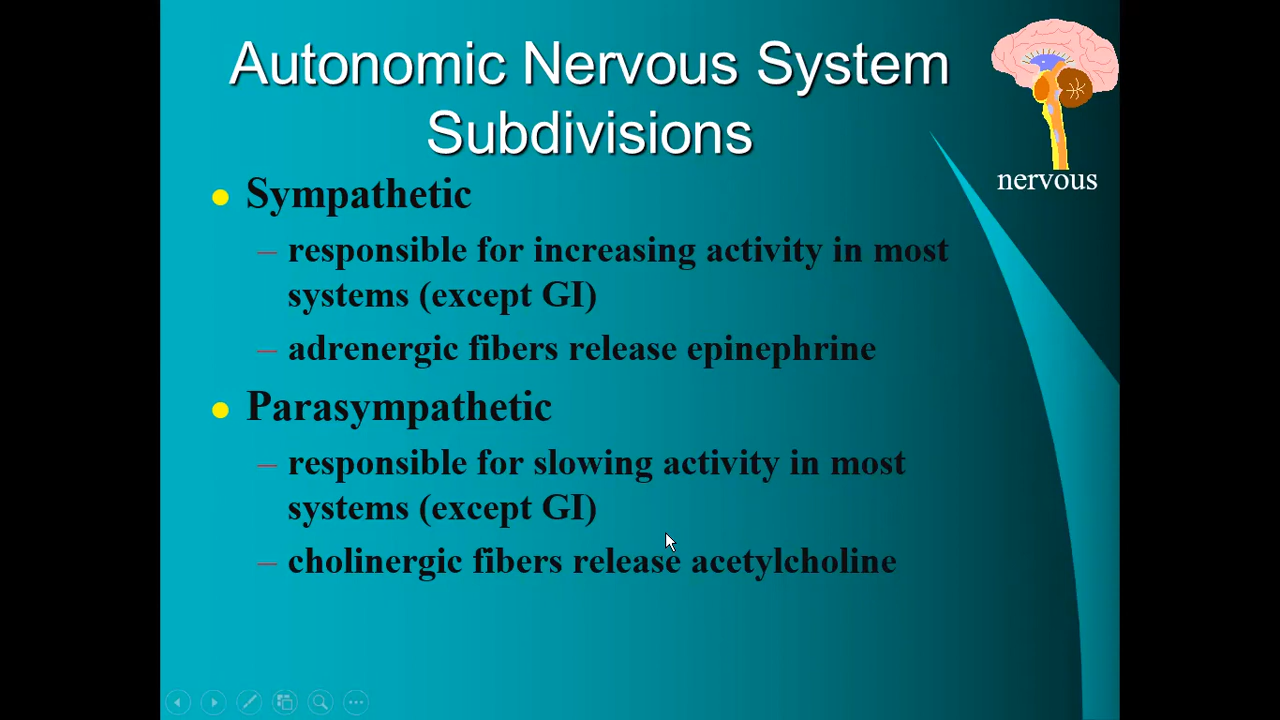 Autonomic Nervous System
Subdivisions
nervous
Sympathetic
– responsible for increasing activity in most
systems (except GI)
– adrenergic fibers release epinephrine
Parasympathetic
– responsible for slowing activity in most
systems (except GI)
– cholinergic fibers release acetylcholine